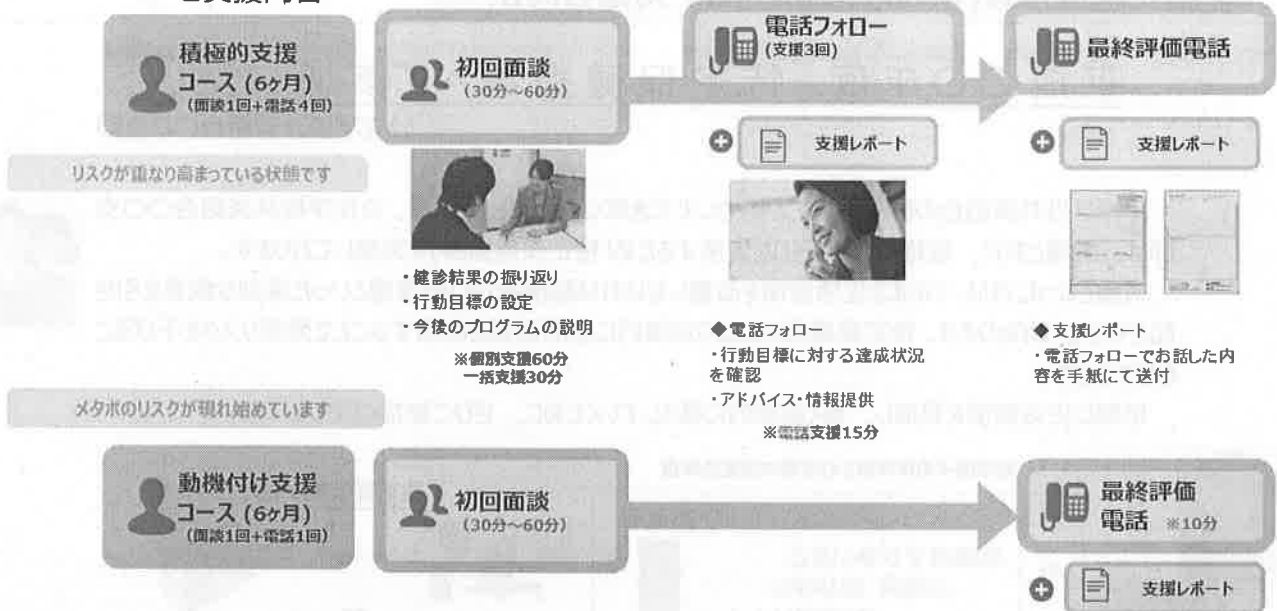 積極的支援
コース (6ヶ月)
(面談1回+電話4回)
初回面談
(30分～60分)
電話フォロー
(支援3回)
最終評価電話
支援レポート
支援レポート
リスクが重なり高まっている状態です
・健診結果の振り返り
・行動目標の設定
・今後のプログラムの説明
※個別支援60分
一括支援30分
◆電話フォロー
・行動目標に対する達成状況
を確認
・アドバイス・情報提供
※電話支援15分
◆支援レポート
・電話フォローでお話した内
容を手紙にて送付
メタボのリスクが現れ始めています
動機付け支援
コース (6ヶ月)
(面談1回+電話1回)
初回面談
(30分～60分)
最終評価
電話 ※10分
支援レポート